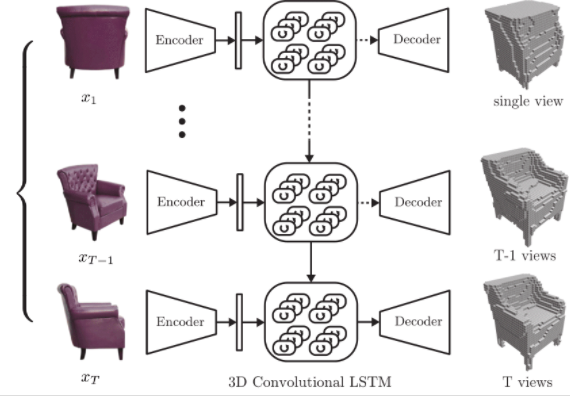 Encoder
Decoder
x1
single view
Encoder
Decoder
xT−1
T-1 views
Encoder
Decoder
xT
3D Convolutional LSTM
T views